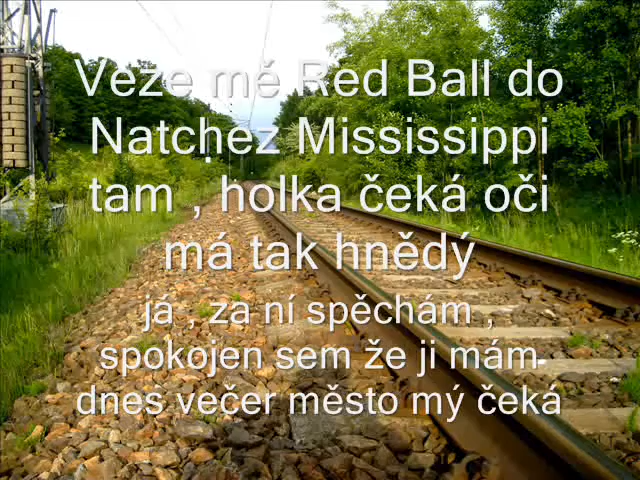 Veze mé Red Ball do
Natchez Mississippi
tam , holka čeká oči
má tak hnědý
já , za ní spěchám ,
spokojen sem že ji mám
dnes večer město mý čeká